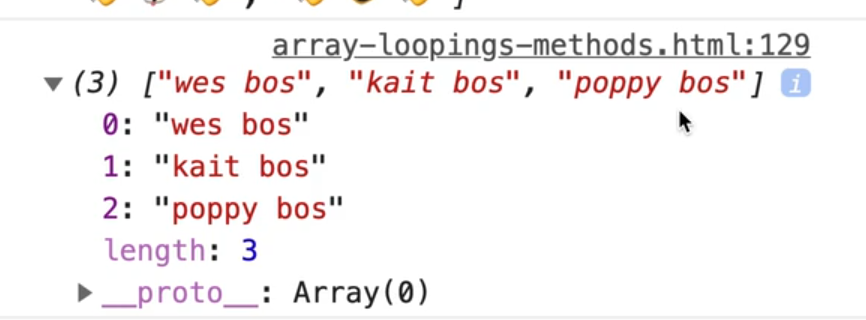 array-loopings-methods.html:129
▼ (3) ["wes bos", "kait bos", "poppy bos"] i
0: "wes bos"
1: "kait bos"
2: "poppy bos"
length: 3
▶ __proto__: Array(0)